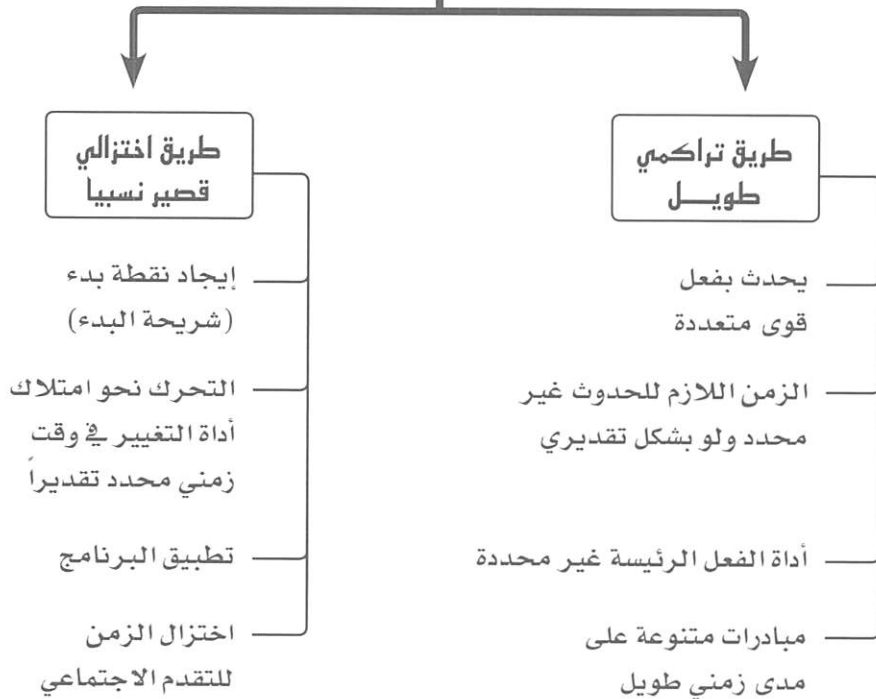 طريق تراكمي
طويــل
يحدث بفعل
قوى متعددة
الزمن اللازم للحدوث غير
محدد ولو بشكل تقديري
أداة الفعل الرئيسة غير محددة
مبادرات متنوعة على
مدى زمني طويل
طريق اختزالي
قصير نسبيا
إيجاد نقطة بدء
(شريحة البدء)
التحرك نحو امتلاك
أداة التغيير في وقت
زمني محدد تقديراً
تطبيق البرنامج
اختزال الزمن
للتقدم الاجتماعي